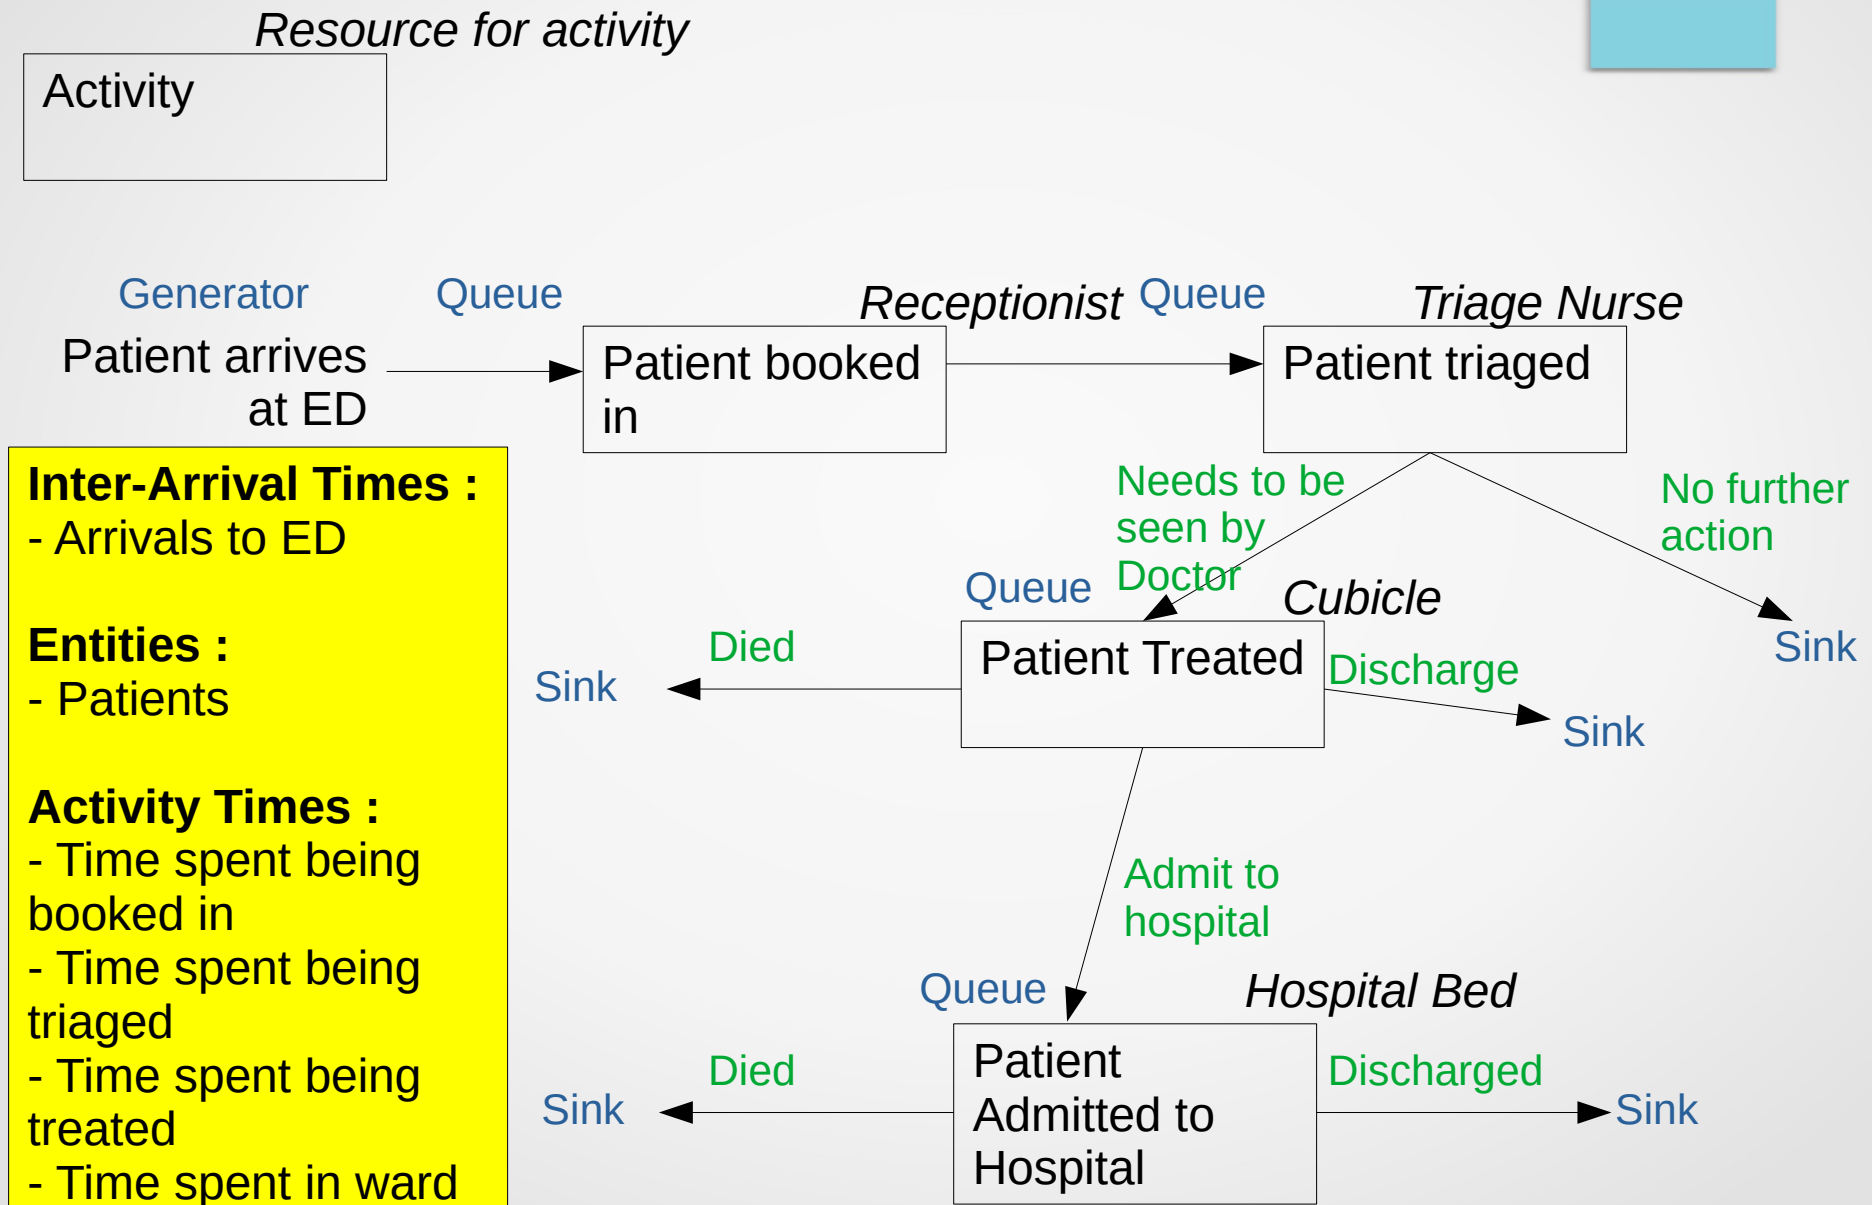 Resource for activity
Activity
Generator
Queue
Receptionist
Queue
Triage Nurse
Patient arrives
at ED
Patient booked
in
Patient triaged
Inter-Arrival Times :
- Arrivals to ED
Entities :
- Patients
Activity Times :
- Time spent being
booked in
- Time spent being
triaged
- Time spent being
treated
- Time spent in ward
Needs to be
seen by
Doctor
No further
action
Sink
Queue
Cubicle
Patient Treated
Died
Sink
Discharge
Sink
Admit to
hospital
Queue
Hospital Bed
Patient
Admitted to
Hospital
Died
Sink
Discharged
Sink